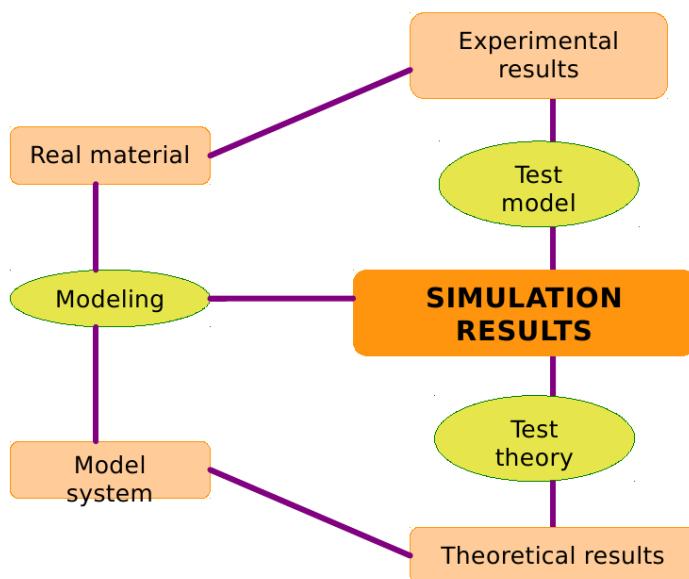 Experimental
results
Real material
Test
model
Modeling
SIMULATION
RESULTS
Test
theory
Model
system
Theoretical results